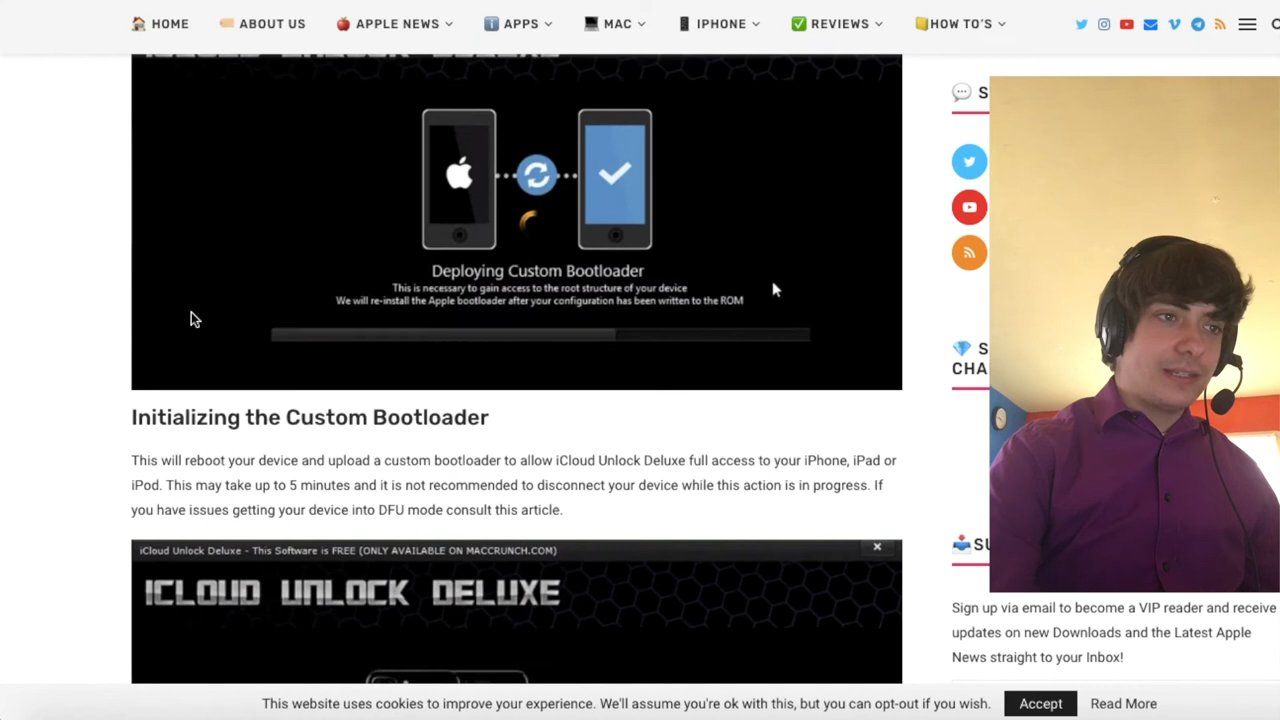 HOME
ABOUT US
APPLE NEWS
APPS
MAC
IPHONE
REVIEWS
HOW TO'S
ICLOUD UNLOCK DELUXE
Deploying Custom Bootloader
This is necessary to gain access to the root structure of your device
We will re-install the Apple bootloader after your configuration has been written to the ROM
Initializing the Custom Bootloader
This will reboot your device and upload a custom bootloader to allow iCloud Unlock Deluxe full access to your iPhone, iPad or
iPod. This may take up to 5 minutes and it is not recommended to disconnect your device while this action is in progress. If
you have issues getting your device into DFU mode consult this article.
iCloud Unlock Deluxe - This Software is FREE (ONLY AVAILABLE ON MACCRUNCH.COM)
ICLOUD UNLOCK DELUXE
S
S
CHA
SU
Sign up via email to become a VIP reader and receive
updates on new Downloads and the Latest Apple
News straight to your Inbox!
This website uses cookies to improve your experience. We'll assume you're ok with this, but you can opt-out if you wish.
Accept
Read More